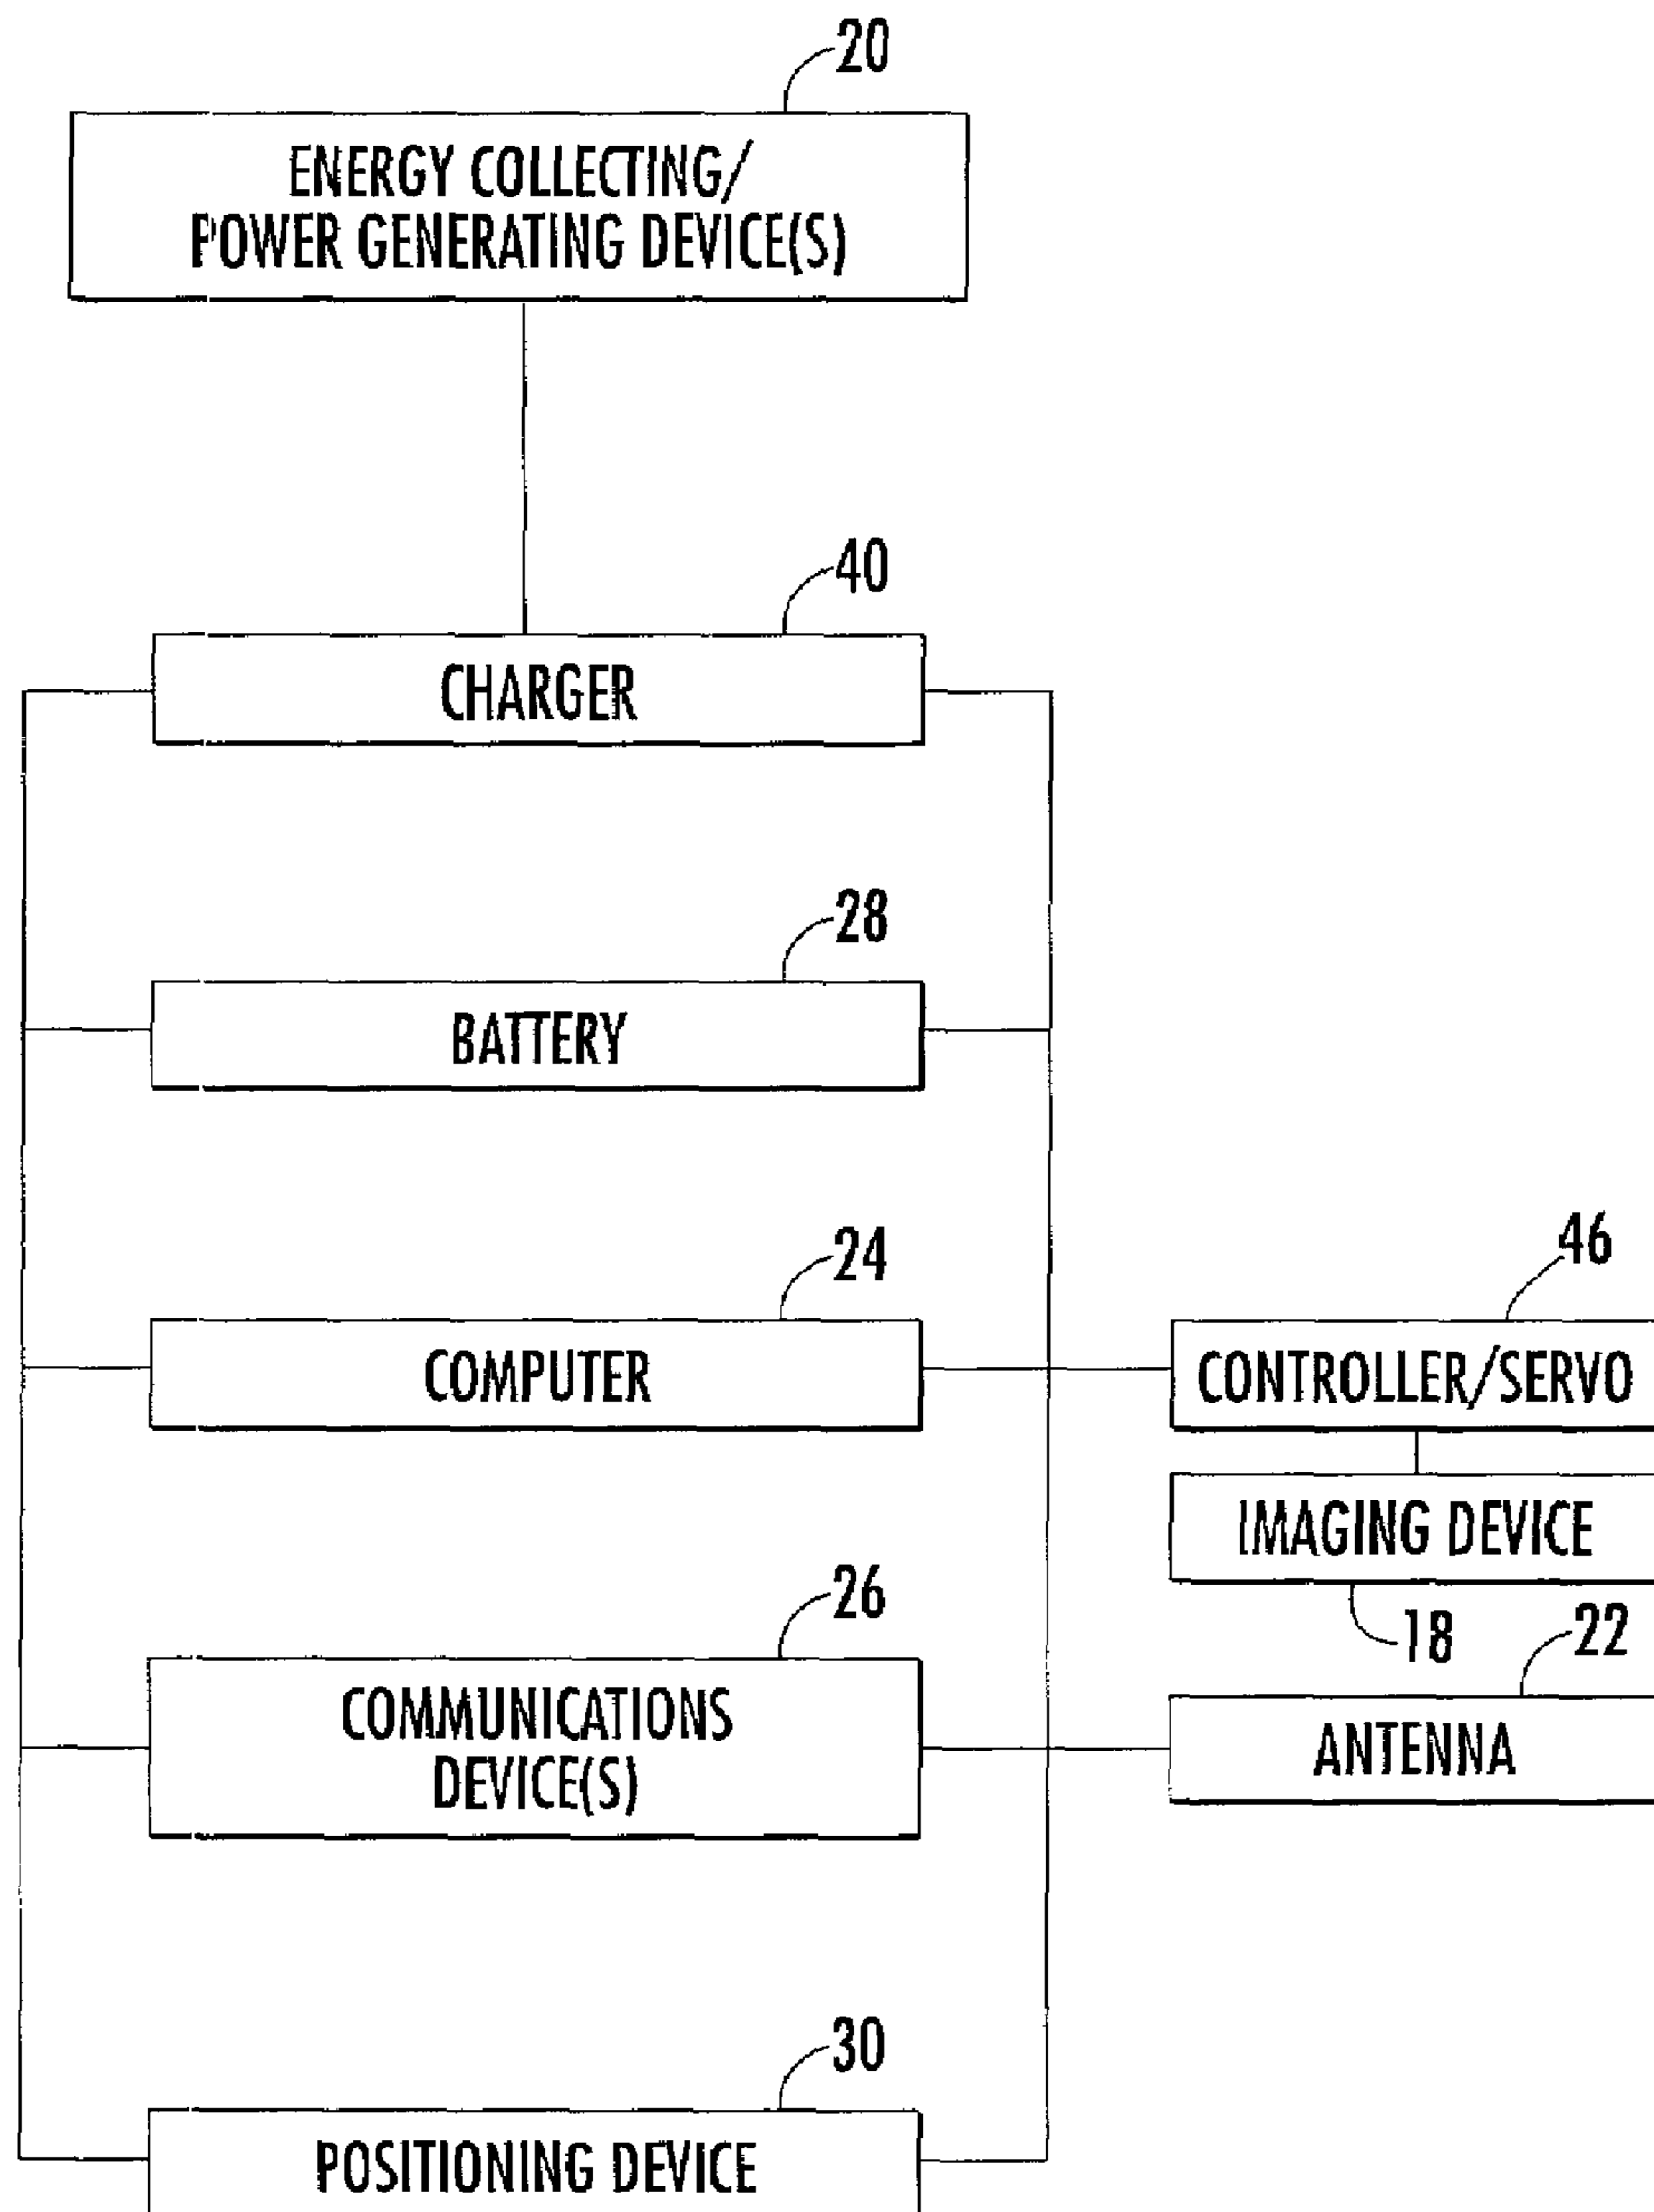 20
ENERGY COLLECTING/
POWER GENERATING DEVICE(S)
40
CHARGER
28
BATTERY
24
COMPUTER
46
CONTROLLER/SERVO
IMAGING DEVICE
18
26
COMMUNICATIONS
DEVICE(S)
22
ANTENNA
30
POSITIONING DEVICE